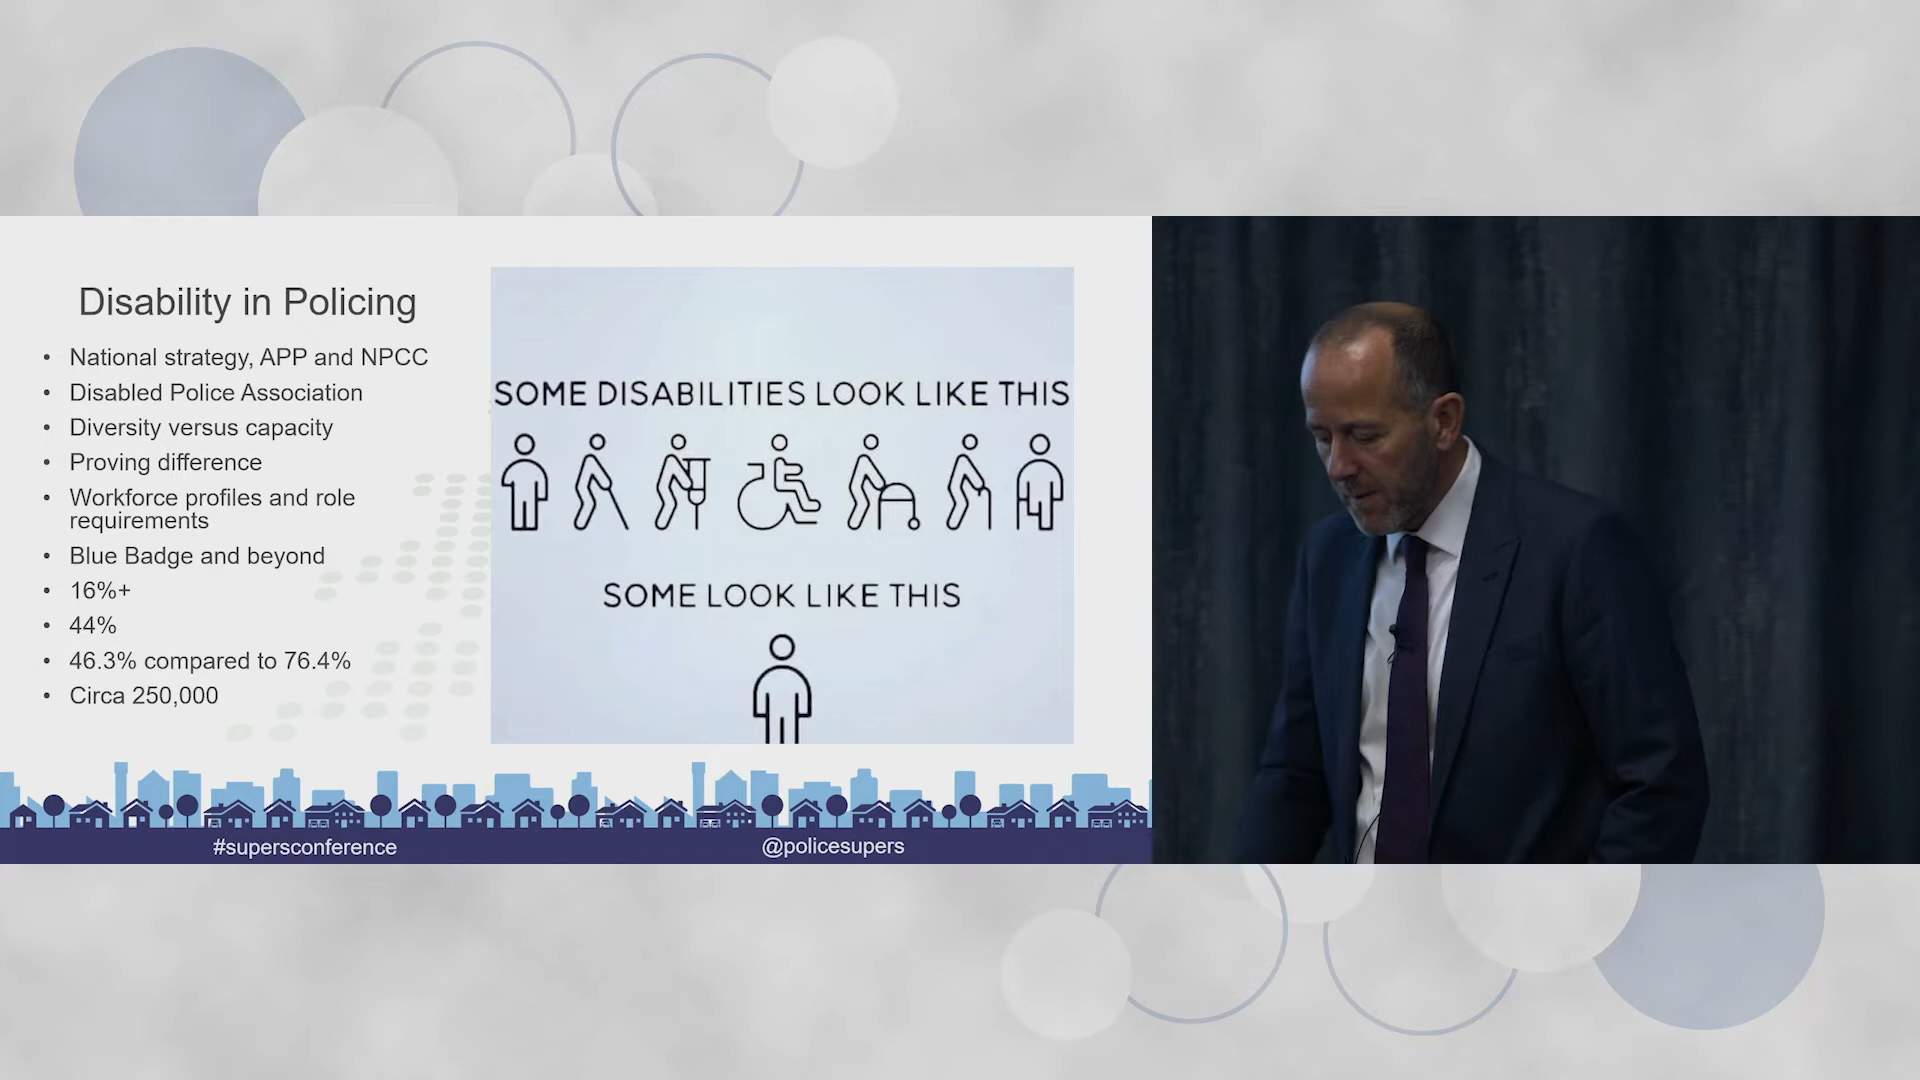 Disability in Policing
• National strategy, APP and NPCC
• Disabled Police Association
• Diversity versus capacity
• Proving difference
• Workforce profiles and role
requirements
• Blue Badge and beyond
• 16%+
• 44%
• 46.3% compared to 76.4%
• Circa 250,000
SOME DISABILITIES LOOK LIKE THIS
SOME LOOK LIKE THIS
#supersconference
@policesupers